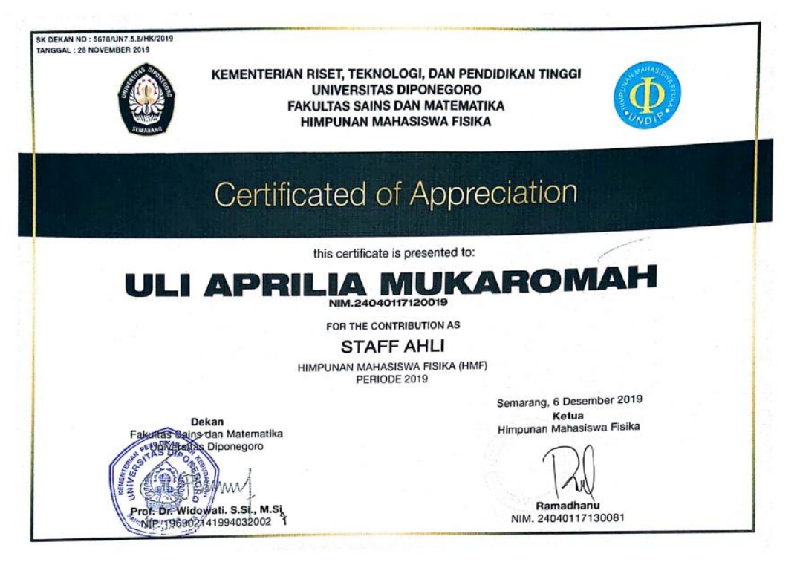 SK DEKAN NO : 5678/UN7.5.8/HK/2019
TANGGAL : 28 NOVEMBER 2019
UNIVERSITAS DIPONEGORO
SEMARANG
KEMENTERIAN RISET, TEKNOLOGI, DAN PENDIDIKAN TINGGI
UNIVERSITAS DIPONEGORO
FAKULTAS SAINS DAN MATEMATIKA
HIMPUNAN MAHASISWA FISIKA
HIMPUNAN MAHASISWA FISIKA
UNDIP
Certificated of Appreciation
this certificate is presented to:
ULI APRILIA MUKAROMAH
NIM.24040117120019
FOR THE CONTRIBUTION AS
STAFF AHLI
HIMPUNAN MAHASISWA FISIKA (HMF)
PERIODE 2019
Semarang, 6 Desember 2019
Ketua
Himpunan Mahasiswa Fisika
Ramadhanu
NIM. 24040117130081
Dekan
Fakultas Sains dan Matematika
Universitas Diponegoro
UNIVERSITAS DIPONEGORO
Prof. Dr. Widowati. S.Si., M.Si
NIP. 196902141994032002